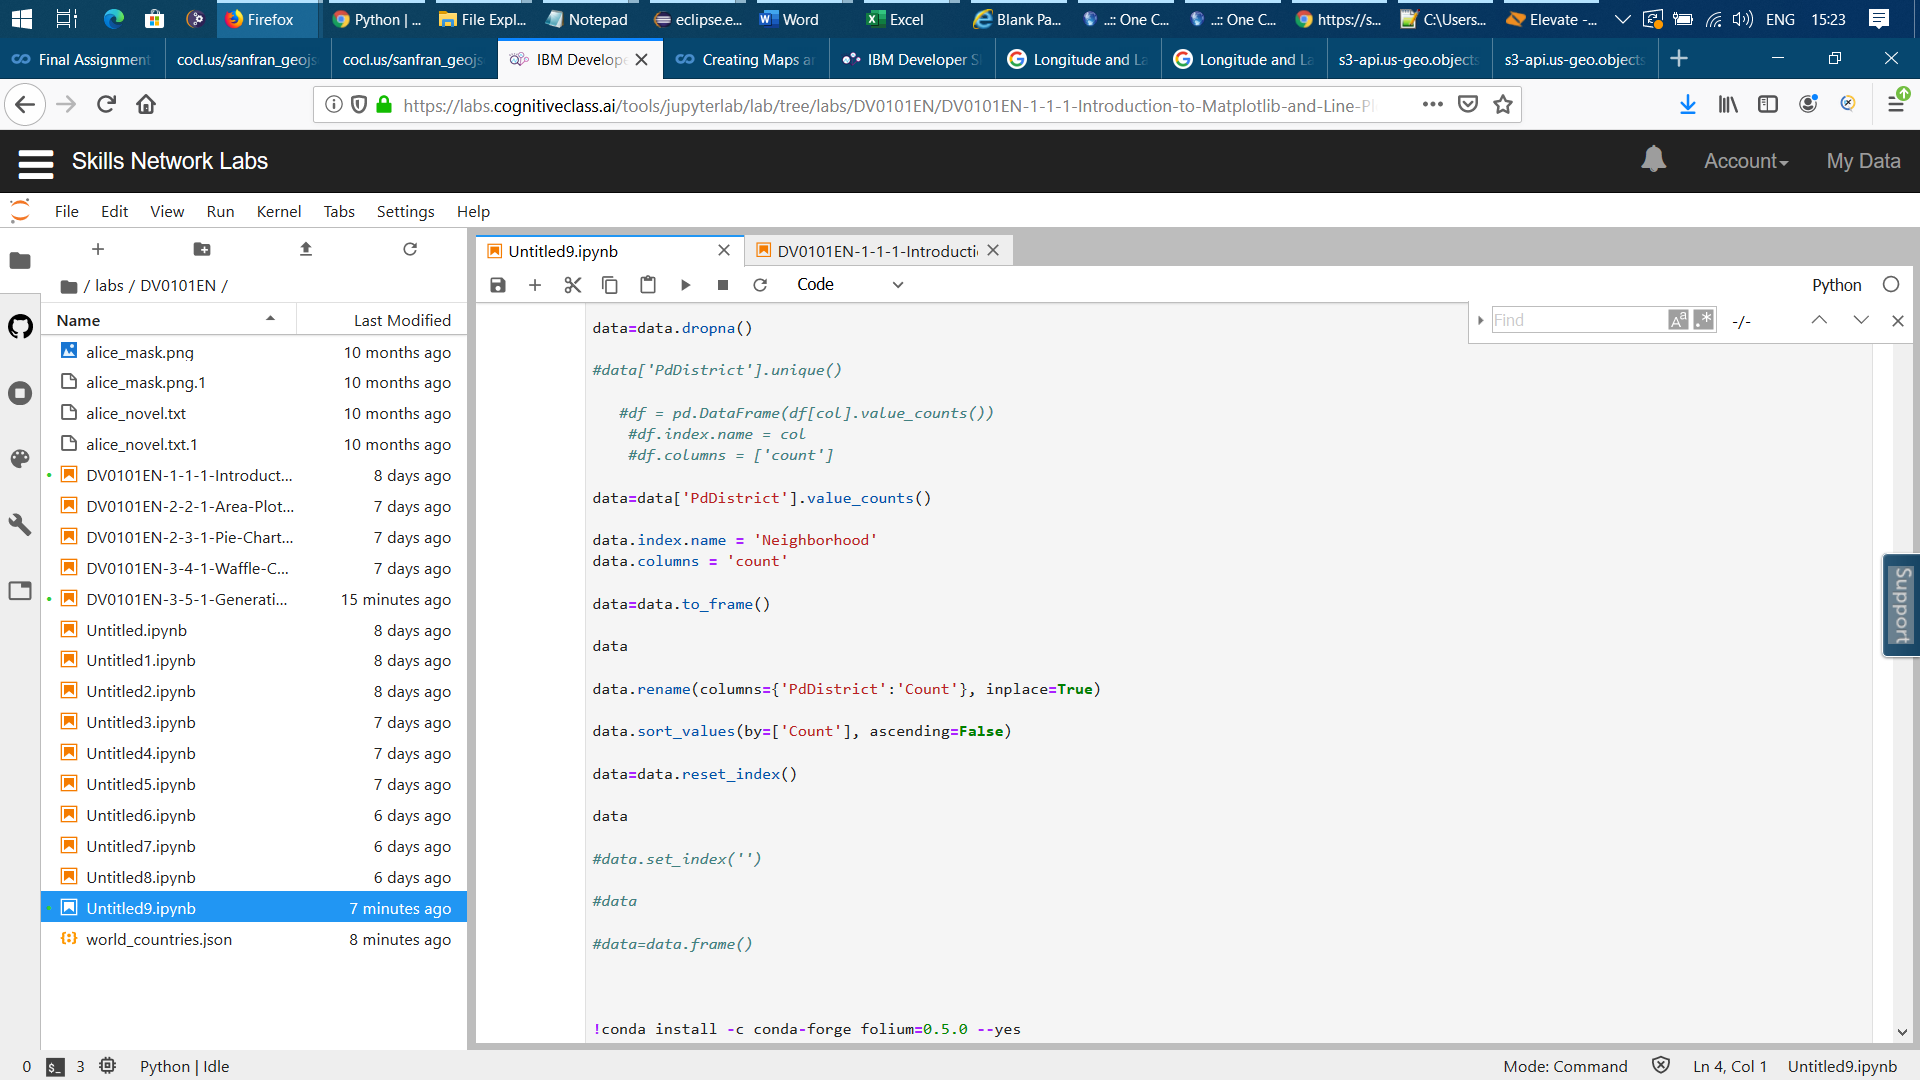 Firefox
Python | ...
File Expl...
Notepad
eclipse.e...
Word
Excel
Blank Pa...
..:: One C...
..:: One C...
https://s...
C:\Users...
Elevate -...
ENG
15:23
Final Assignment
cocl.us/sanfran_geojs
cocl.us/sanfran_geojs
IBM Develope
Creating Maps a
IBM Developer S
Longitude and La
Longitude and La
s3-api.us-geo.objects
s3-api.us-geo.objects
https://labs.cognitiveclass.ai/tools/jupyterlab/lab/tree/labs/DV0101EN/DV0101EN-1-1-1-Introduction-to-Matplotlib-and-Line-Pl
Skills Network Labs
Account
My Data
File Edit View Run Kernel Tabs Settings Help
Untitled9.ipynb
DV0101EN-1-1-1-Introducti
/ labs / DV0101EN /
Code
Python
Name Last Modified
Find
-/-
alice_mask.png 10 months ago
alice_mask.png.1 10 months ago
alice_novel.txt 10 months ago
alice_novel.txt.1 10 months ago
DV0101EN-1-1-1-Introduct... 8 days ago
DV0101EN-2-2-1-Area-Plot... 7 days ago
DV0101EN-2-3-1-Pie-Chart... 7 days ago
DV0101EN-3-4-1-Waffle-C... 7 days ago
DV0101EN-3-5-1-Generati... 15 minutes ago
Untitled.ipynb 8 days ago
Untitled1.ipynb 8 days ago
Untitled2.ipynb 8 days ago
Untitled3.ipynb 7 days ago
Untitled4.ipynb 7 days ago
Untitled5.ipynb 7 days ago
Untitled6.ipynb 6 days ago
Untitled7.ipynb 6 days ago
Untitled8.ipynb 6 days ago
Untitled9.ipynb 7 minutes ago
world_countries.json 8 minutes ago
data=data.dropna()
#data['PdDistrict'].unique()
#df = pd.DataFrame(df[col].value_counts())
#df.index.name = col
#df.columns = ['count']
data=data['PdDistrict'].value_counts()
data.index.name = 'Neighborhood'
data.columns = 'count'
data=data.to_frame()
data
data.rename(columns={'PdDistrict':'Count'}, inplace=True)
data.sort_values(by=['Count'], ascending=False)
data=data.reset_index()
data
#data.set_index('')
#data
#data=data.frame()
!conda install -c conda-forge folium=0.5.0 --yes
Support
0 3 Python | Idle
Mode: Command
Ln 4, Col 1
Untitled9.ipynb